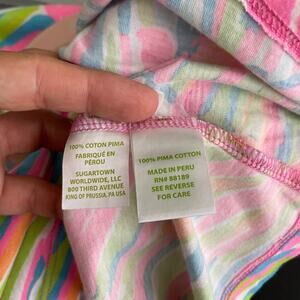 100% COTON PIMA
FABRIQUÉ EN
PÉROU
SUGARTOWN
WORLDWIDE, LLC
800 THIRD AVENUE
KING OF PRUSSIA, PA USA
100% PIMA COTTON
MADE IN PERU
RN# 88189
SEE REVERSE
FOR CARE